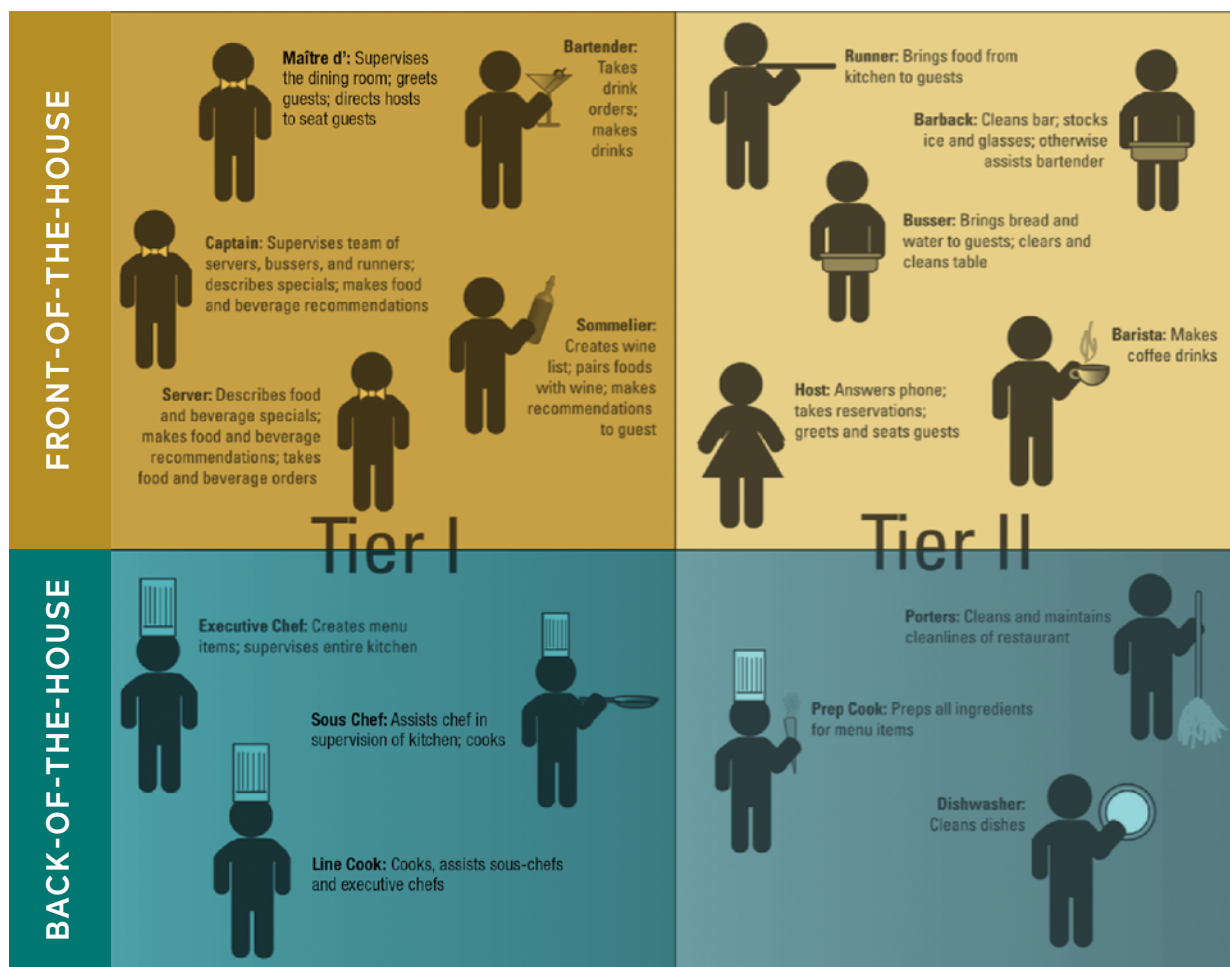 FRONT-OF-THE-HOUSE
Maître d': Supervises
the dining room; greets
guests; directs hosts
to seat guests
Bartender:
Takes
drink
orders;
makes
drinks
Captain: Supervises team of
servers, bussers, and runners;
describes specials; makes food
and beverage recommendations
Sommelier:
Creates wine
list; pairs foods
with wine; makes
recommendations
to guest
Server: Describes food
and beverage specials;
makes food and beverage
recommendations; takes
food and beverage orders
Runner: Brings food from
kitchen to guests
Barback: Cleans bar; stocks
ice and glasses; otherwise
assists bartender
Busser: Brings bread and
water to guests; clears and
cleans table
Barista: Makes
coffee drinks
Host: Answers phone;
takes reservations;
greets and seats guests
Tier I
Tier II
BACK-OF-THE-HOUSE
Executive Chef: Creates menu
items; supervises entire kitchen
Sous Chef: Assists chef in
supervision of kitchen; cooks
Line Cook: Cooks, assists sous-chefs
and executive chefs
Porters: Cleans and maintains
cleanlines of restaurant
Prep Cook: Preps all ingredients
for menu items
Dishwasher:
Cleans dishes